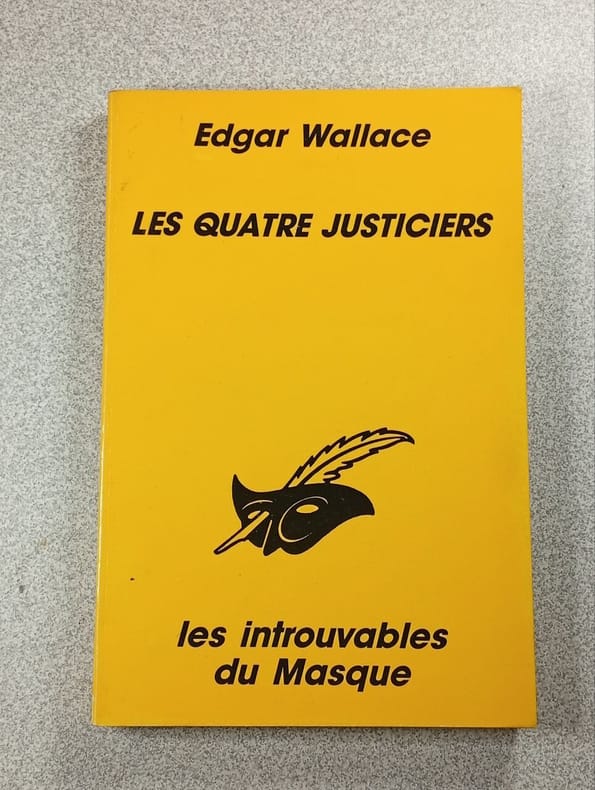 Edgar Wallace
LES QUATRE JUSTICIERS
les introuvables
du Masque